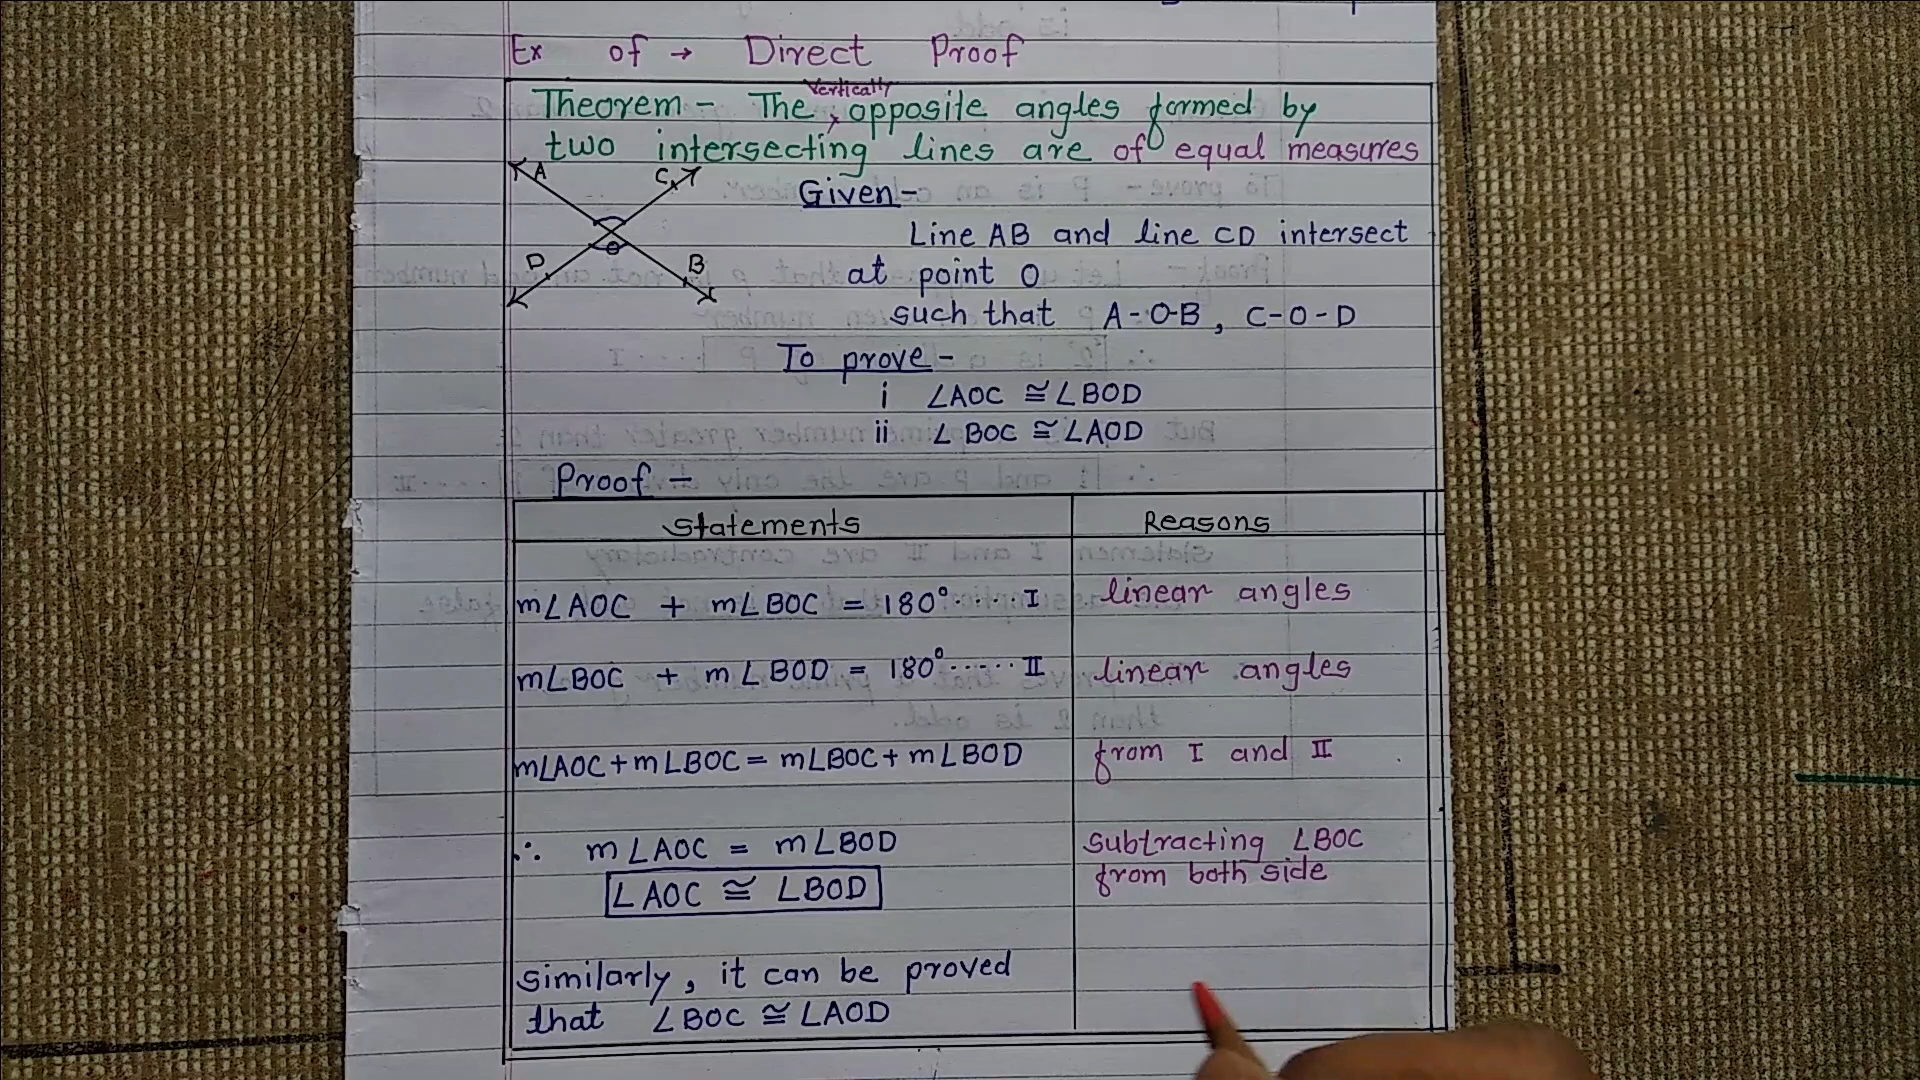 Ex of → Direct Proof
Vertically
Theorem - The opposite angles formed by
two intersecting lines are of equal measures
A C
Given -
Line AB and line CD intersect
O
D B
at point O
such that A-O-B, C-O-D
To prove -
i ∠AOC ≅ ∠BOD
ii ∠BOC ≅ ∠AOD
Proof -
Statements Reasons
m∠AOC + m∠BOC = 180° ..... I linear angles
m∠BOC + m∠BOD = 180° ..... II linear angles
m∠AOC + m∠BOC = m∠BOC + m∠BOD from I and II
∴ m∠AOC = m∠BOD subtracting ∠BOC
∠AOC ≅ ∠BOD from both side
similarly, it can be proved
that ∠BOC ≅ ∠AOD